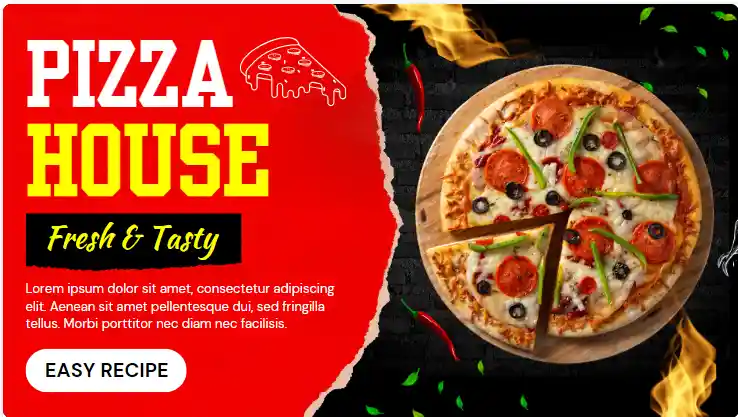 PIZZA
HOUSE
Fresh & Tasty
Lorem ipsum dolor sit amet, consectetur adipiscing
elit. Aenean sit amet pellentesque dui, sed fringilla
tellus. Morbi porttitor nec diam nec facilisis.
EASY RECIPE